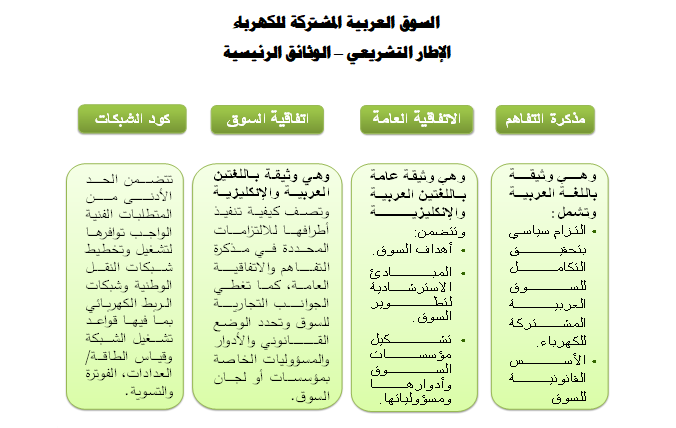 السوق العربية المشتركة للكهرباء
الإطار التشريعي – الوثائق الرئيسية
مذكرة التفاهم
وهي وثيقة
باللغة العربية
وتشمل:
• التزام سياسي
بتحقيق
التكامل
للسوق
العربية
المشتركة
للكهرباء.
• الأسس
القانونية
للسوق
الاتفاقية العامة
وهي وثيقة عامة
باللغتين العربية
والإنكليزية
وتتضمن:
• أهداف السوق.
• المبادئ
الاسترشادية
لتطوير
السوق.
• تشكيل
مؤسسات
السوق
وأدوارها
ومسؤولياتها.
اتفاقية السوق
وهي وثيقة باللغتين
العربية والإنكليزية
وتصف كيفية تنفيذ
أطرافها للالتزامات
المحددة في مذكرة
التفاهم والاتفاقية
العامة، كما تغطي
الجوانب التجارية
للسوق وتحدد الوضع
القانوني والأدوار
والمسؤوليات الخاصة
بمؤسسات أو لجان
السوق.
كود الشبكات
تتضمن الحد
الأدنى من
المتطلبات الفنية
الواجب توافرها
لتشغيل وتخطيط
شبكات النقل
الوطنية وشبكات
الربط الكهربائي
بما فيها قواعد
تشغيل الشبكة
وقياس الطاقة/
العدادات، الفوترة
والتسوية.